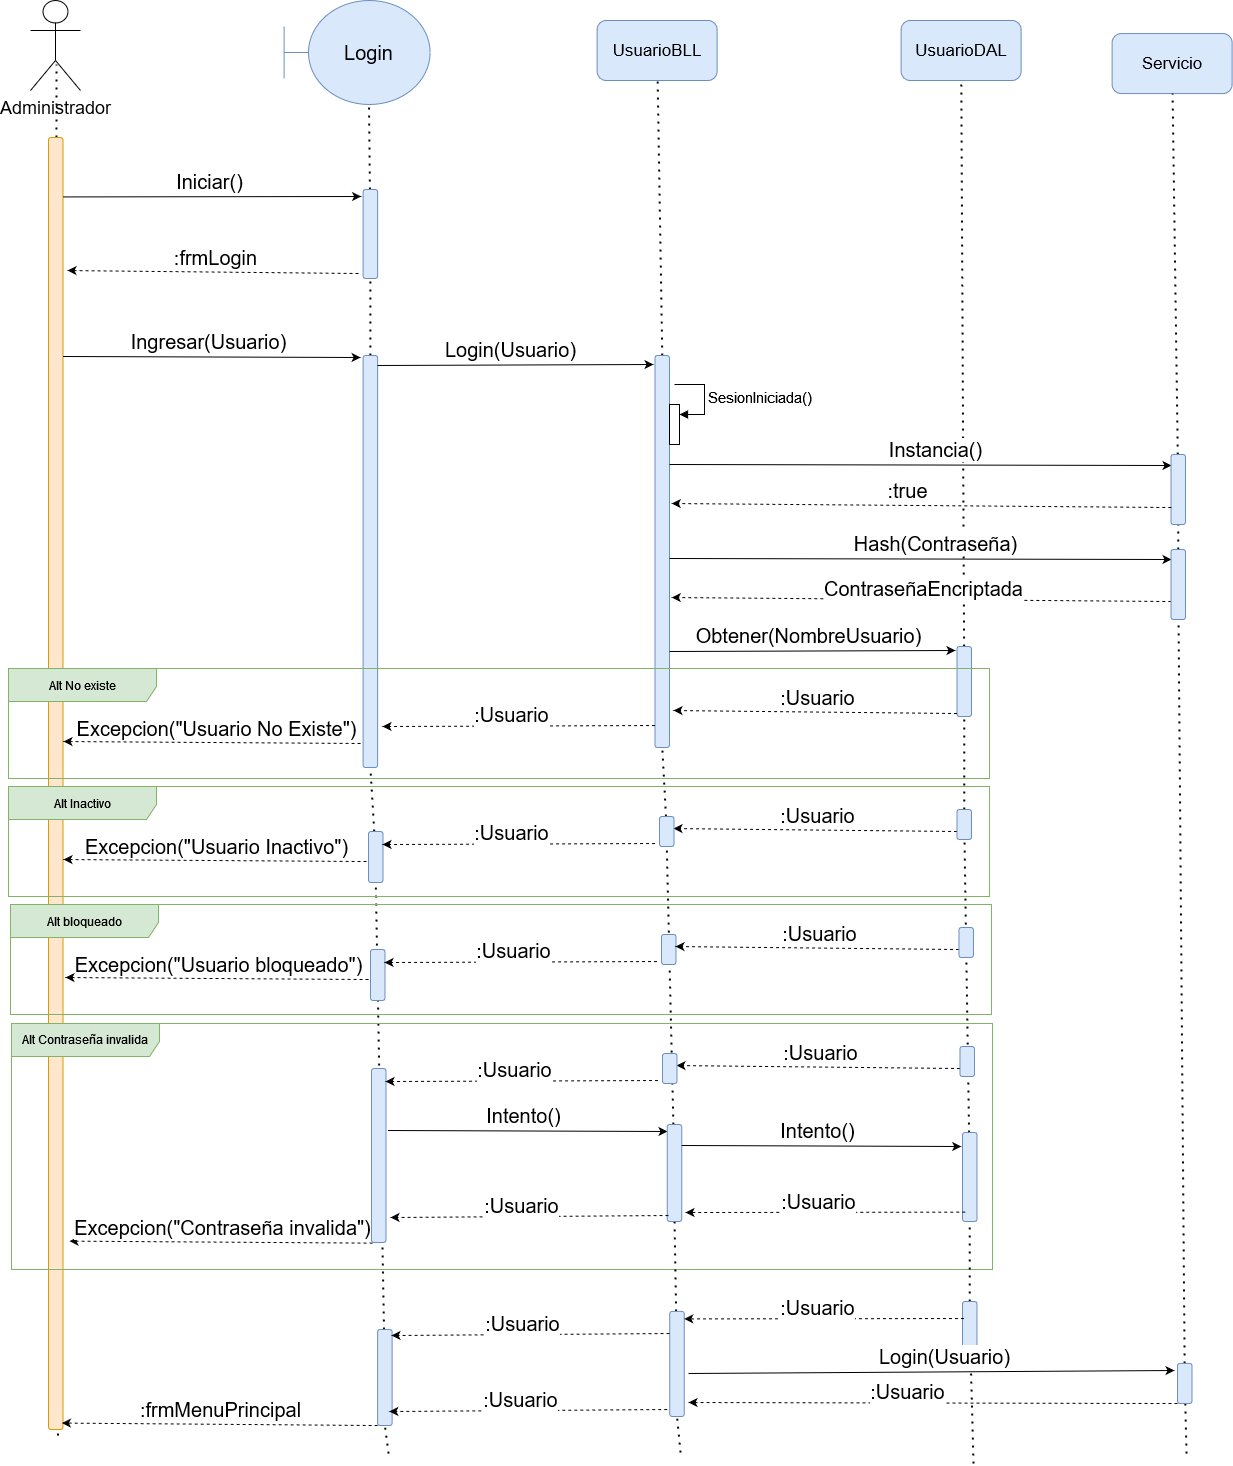 Administrador
Login
UsuarioBLL
UsuarioDAL
Servicio
Iniciar()
:frmLogin
Ingresar(Usuario)
Login(Usuario)
SesionIniciada()
Instancia()
:true
Hash(Contraseña)
ContraseñaEncriptada
Obtener(NombreUsuario)
Alt No existe
:Usuario
:Usuario
Excepcion("Usuario No Existe")
Alt Inactivo
:Usuario
:Usuario
Excepcion("Usuario Inactivo")
Alt bloqueado
:Usuario
:Usuario
Excepcion("Usuario bloqueado")
Alt Contraseña invalida
:Usuario
:Usuario
Intento()
Intento()
:Usuario
:Usuario
Excepcion("Contraseña invalida")
:Usuario
:Usuario
Login(Usuario)
:Usuario
:Usuario
:frmMenuPrincipal